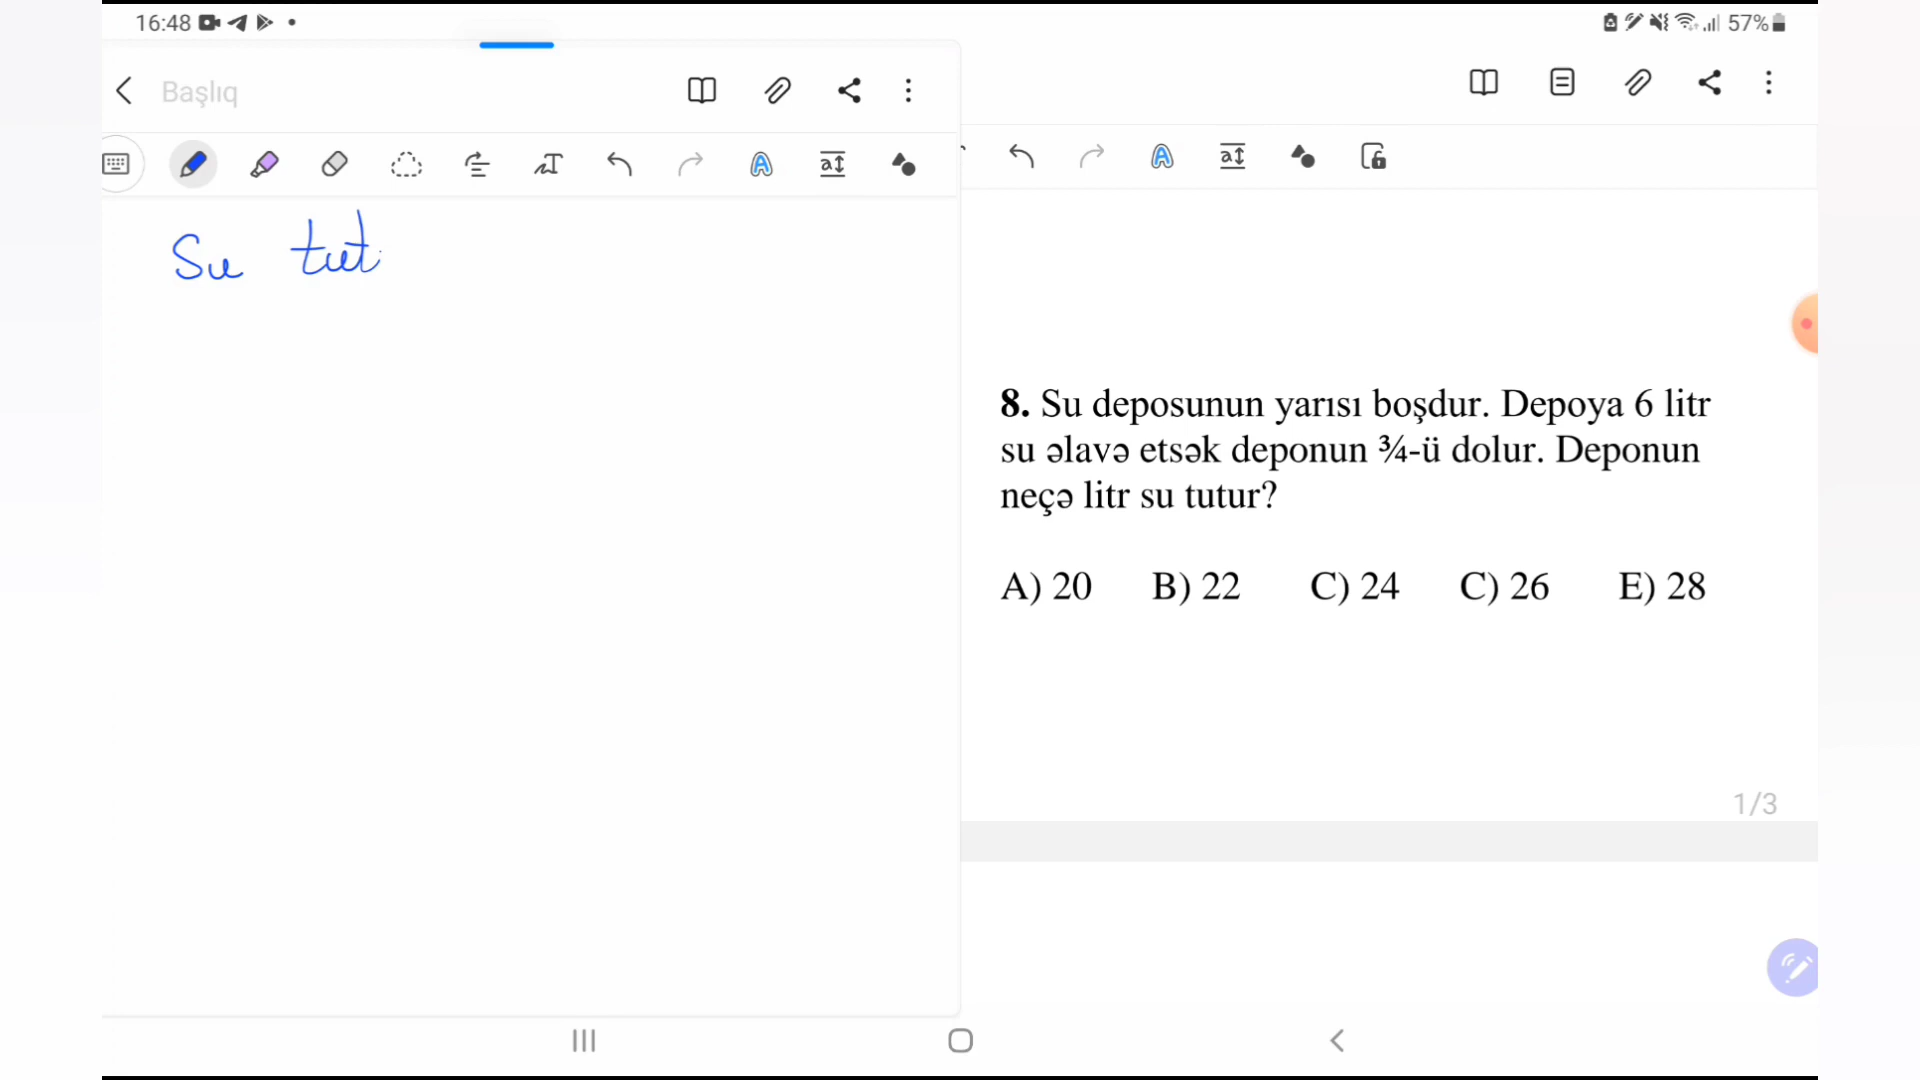 16:48
57%
Başlıq
Su tut
8. Su deposunun yarısı boşdur. Depoya 6 litr
su əlavə etsək deponun ¾-ü dolur. Deponun
neçə litr su tutur?
A) 20 B) 22 C) 24 C) 26 E) 28
1/3